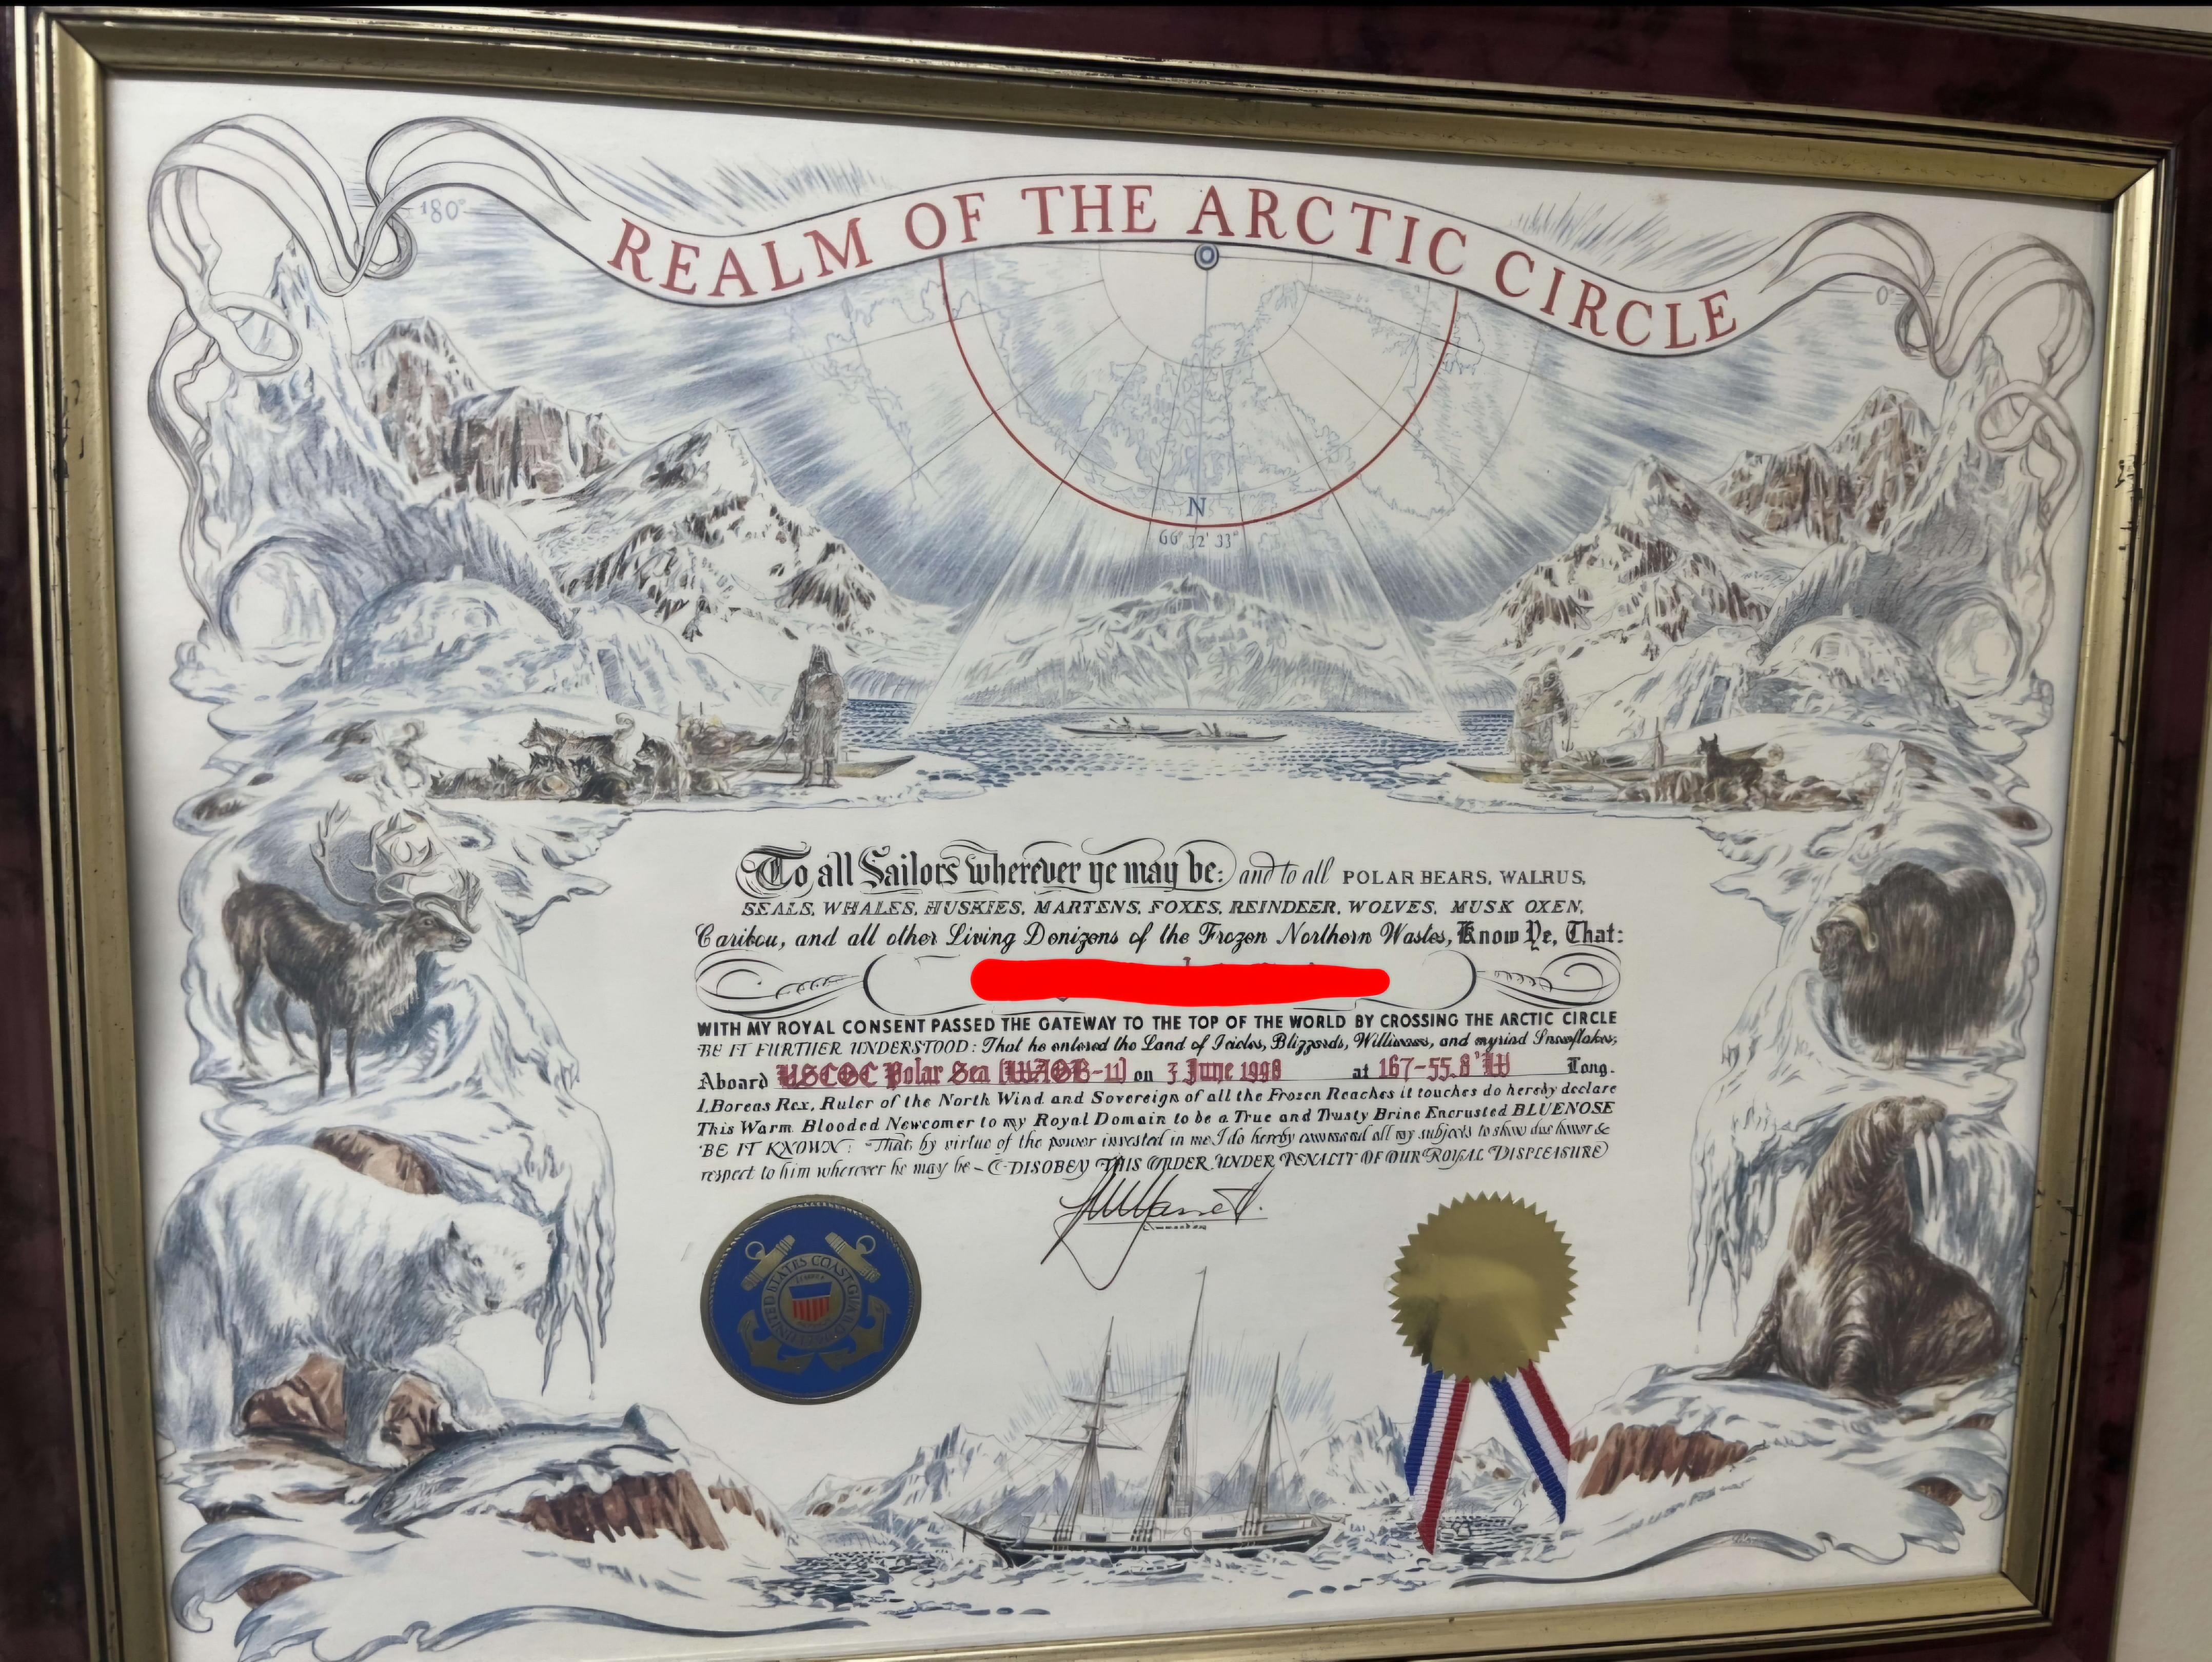 REALM OF THE ARCTIC CIRCLE
180°
0°
N
66° 32' 33"
To all Sailors wherever ye may be: and to all POLAR BEARS, WALRUS,
SEALS, WHALES, HUSKIES, MARTENS, FOXES, REINDEER, WOLVES, MUSK OXEN,
Caribou, and all other Living Denizens of the Frozen Northern Wastes, Know Ye, That:
WITH MY ROYAL CONSENT PASSED THE GATEWAY TO THE TOP OF THE WORLD BY CROSSING THE ARCTIC CIRCLE
BE IT FURTHER UNDERSTOOD: That he entered the Land of Icicles, Blizzards, Williwaws, and myriad Snowflakes;
Aboard USCGC Polar Sea (WAGB-11) on 3 June 1998 at 167-55.8'W Long.
I, Boreas Rex, Ruler of the North Wind and Sovereign of all the Frozen Reaches it touches do hereby declare
This Warm Blooded Newcomer to my Royal Domain to be a True and Trusty Brine Encrusted BLUENOSE
BE IT KNOWN: That by virtue of the power invested in me I do hereby command all my subjects to show due honor &
respect to him wherever he may be – DISOBEY THIS ORDER UNDER PENALTY OF OUR ROYAL DISPLEASURE
UNITED STATES COAST GUARD